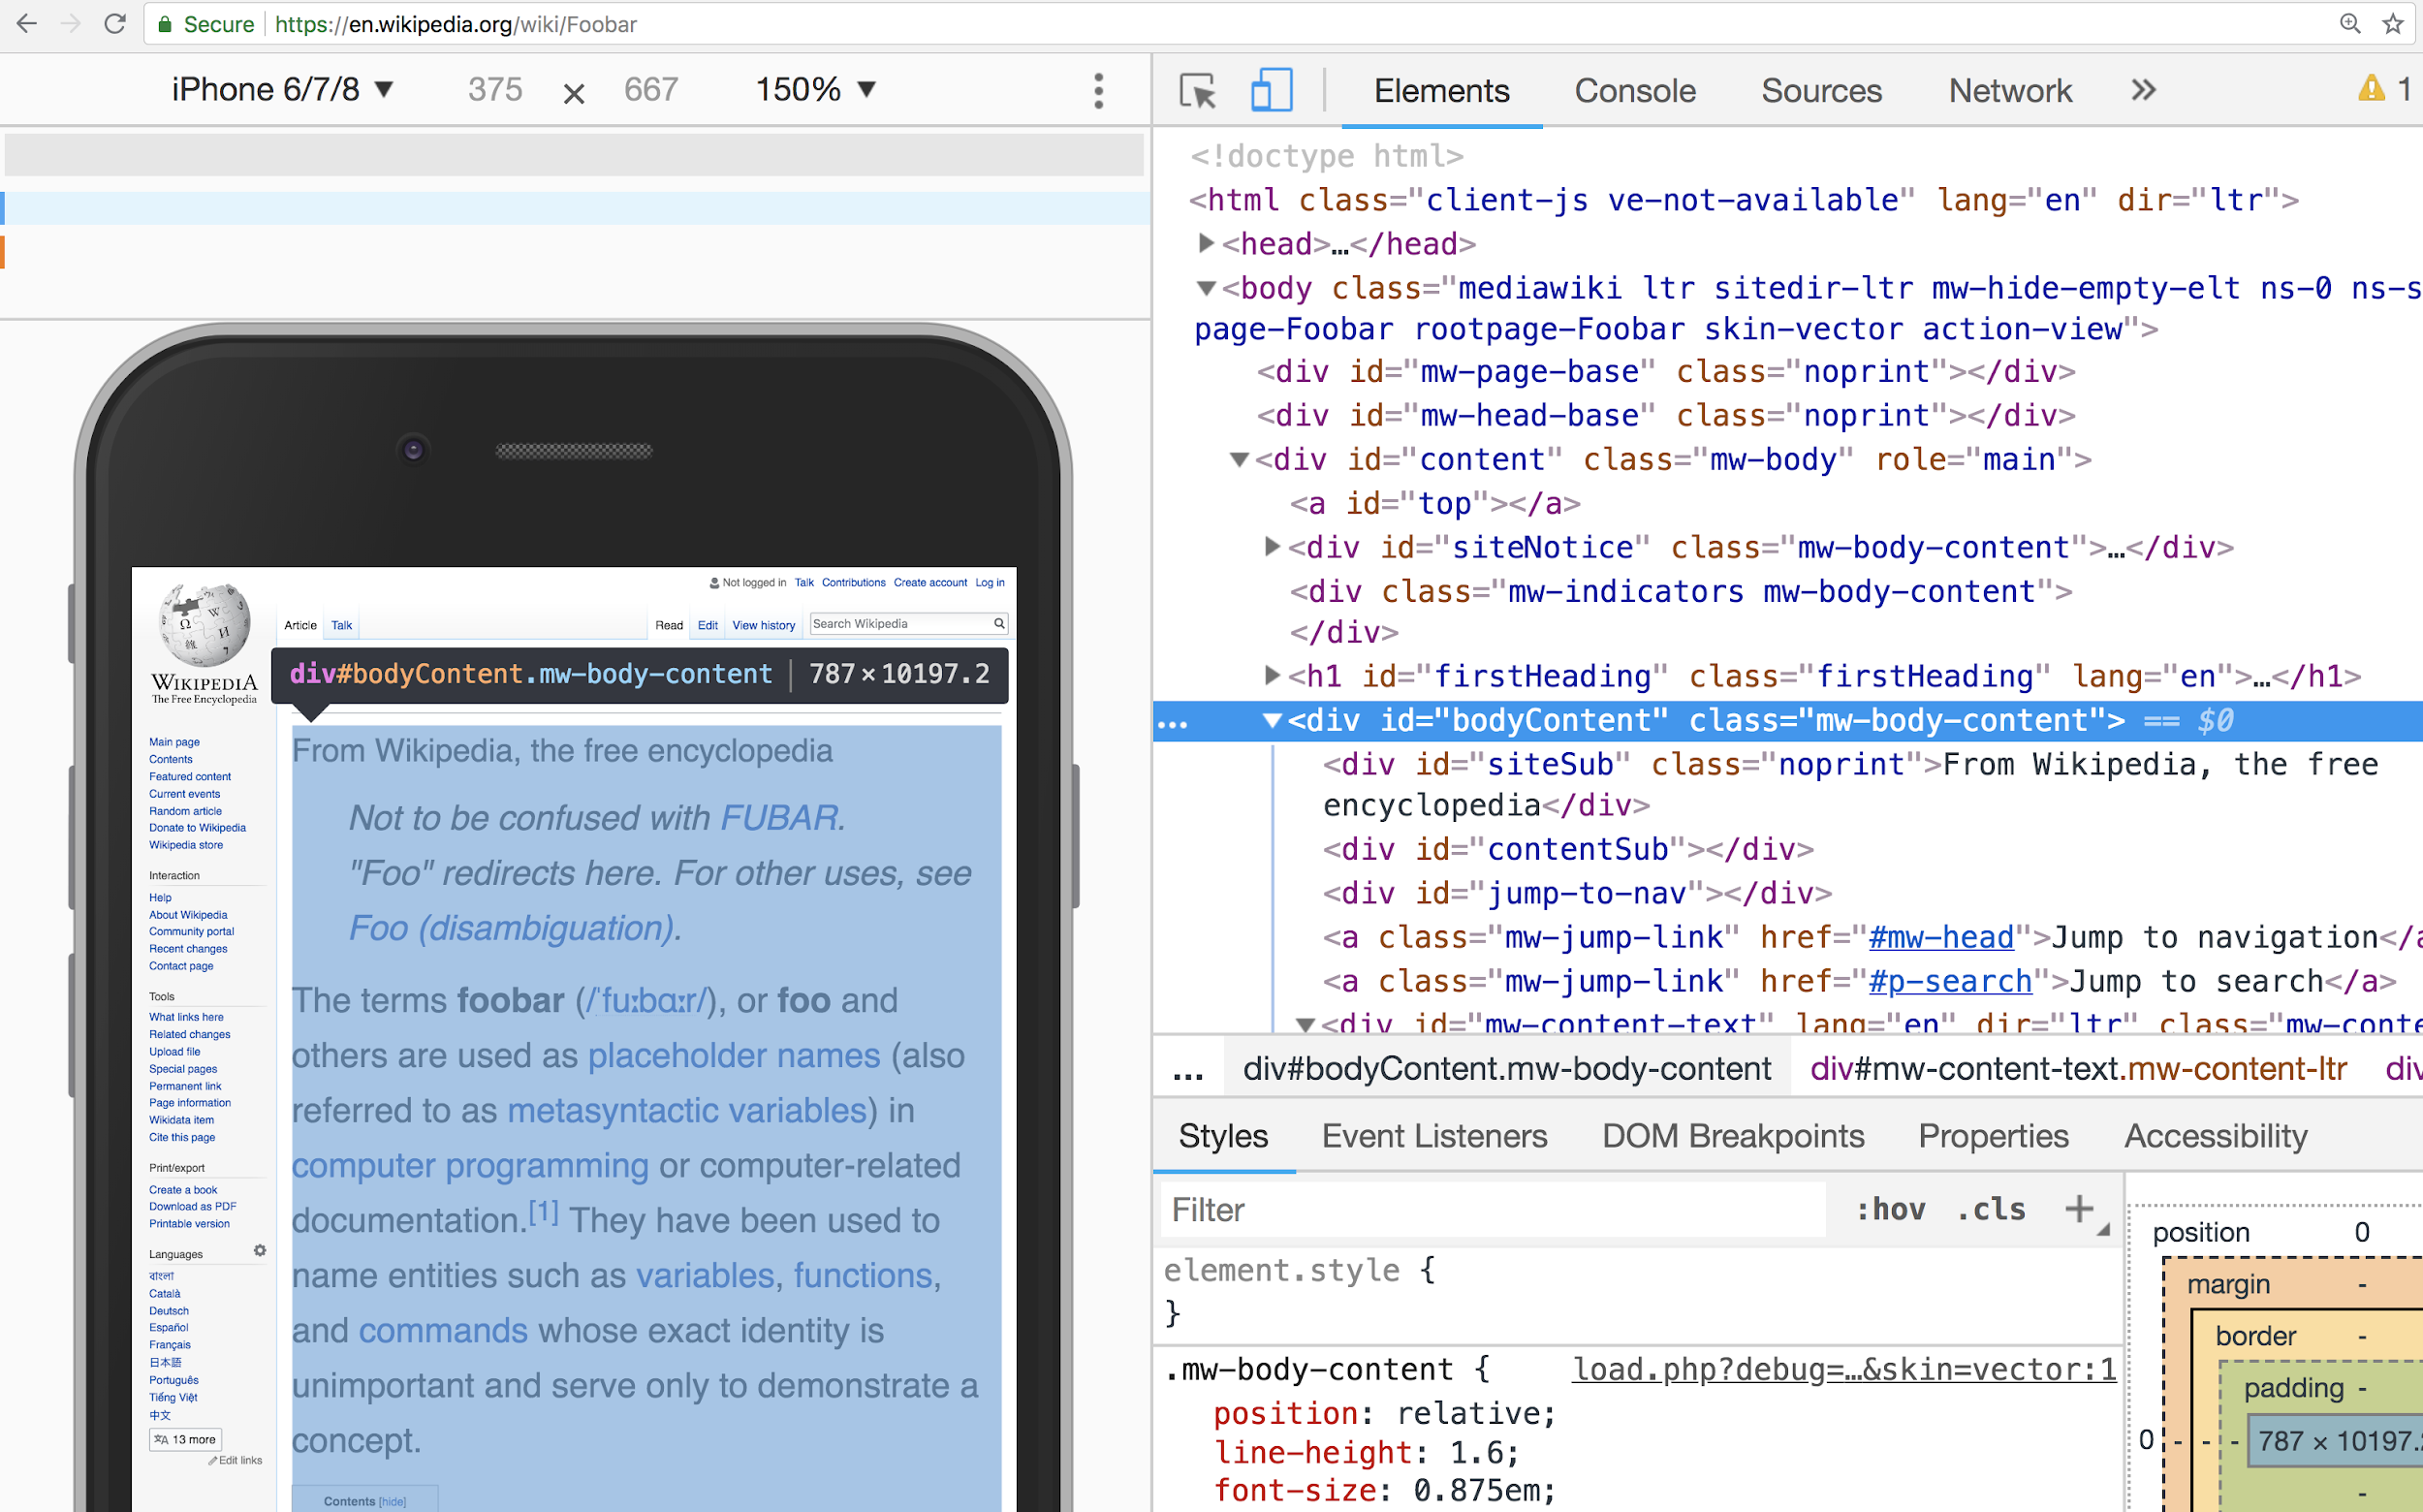 Secure https://en.wikipedia.org/wiki/Foobar
iPhone 6/7/8 ▼ 375 × 667 150% ▼
Elements Console Sources Network » 1
<!doctype html>
<html class="client-js ve-not-available" lang="en" dir="ltr">
▶<head>…</head>
▼<body class="mediawiki ltr sitedir-ltr mw-hide-empty-elt ns-0 ns-s
page-Foobar rootpage-Foobar skin-vector action-view">
<div id="mw-page-base" class="noprint"></div>
<div id="mw-head-base" class="noprint"></div>
▼<div id="content" class="mw-body" role="main">
<a id="top"></a>
▶<div id="siteNotice" class="mw-body-content">…</div>
<div class="mw-indicators mw-body-content">
</div>
▶<h1 id="firstHeading" class="firstHeading" lang="en">…</h1>
… ▼<div id="bodyContent" class="mw-body-content"> == $0
<div id="siteSub" class="noprint">From Wikipedia, the free
encyclopedia</div>
<div id="contentSub"></div>
<div id="jump-to-nav"></div>
<a class="mw-jump-link" href="#mw-head">Jump to navigation</a
<a class="mw-jump-link" href="#p-search">Jump to search</a>
▼<div id="mw-content-text" lang="en" dir="ltr" class="mw-conte
... div#bodyContent.mw-body-content div#mw-content-text.mw-content-ltr div
Styles Event Listeners DOM Breakpoints Properties Accessibility
Filter :hov .cls +
element.style {
}
.mw-body-content { load.php?debug=…&skin=vector:1
position: relative;
line-height: 1.6;
font-size: 0.875em;
position 0
margin -
border -
padding -
0 - - - 787 × 10197.2
-
Not logged in Talk Contributions Create account Log in
Article Talk Read Edit View history Search Wikipedia
WIKIPEDIA
The Free Encyclopedia
div#bodyContent.mw-body-content | 787 × 10197.2
Main page
Contents
Featured content
Current events
Random article
Donate to Wikipedia
Wikipedia store
Interaction
Help
About Wikipedia
Community portal
Recent changes
Contact page
Tools
What links here
Related changes
Upload file
Special pages
Permanent link
Page information
Wikidata item
Cite this page
Print/export
Create a book
Download as PDF
Printable version
Languages
বাংলা
Català
Deutsch
Español
Français
日本語
Português
Tiếng Việt
中文
13 more
Edit links
From Wikipedia, the free encyclopedia
Not to be confused with FUBAR.
"Foo" redirects here. For other uses, see
Foo (disambiguation).
The terms foobar (/ˈfuːbɑːr/), or foo and
others are used as placeholder names (also
referred to as metasyntactic variables) in
computer programming or computer-related
documentation.[1] They have been used to
name entities such as variables, functions,
and commands whose exact identity is
unimportant and serve only to demonstrate a
concept.
Contents [hide]